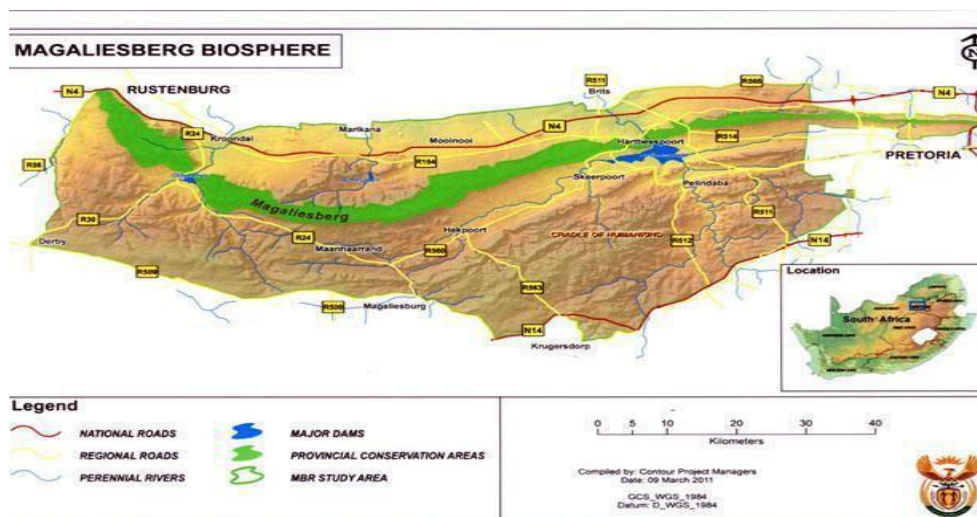 MAGALIESBERG BIOSPHERE
N
R511
R566
Brits
N4
RUSTENBURG
N4
N4
R24
Kroondal
Marikana
Mooinooi
R514
Hartbeespoort
R104
PRETORIA
Skeerpoort
Pelindaba
Magaliesberg
R30
R24
R511
Hekpoort
CRADLE OF HUMANKIND
R512
N14
Derby
Maanhaarrand
R560
R509
Location
R563
Magaliesburg
R500
South Africa
N14
Krugersdorp
Legend
NATIONAL ROADS
MAJOR DAMS
0 5 10 20 30 40
REGIONAL ROADS
PROVINCIAL CONSERVATION AREAS
Kilometers
PERENNIAL RIVERS
MBR STUDY AREA
Compiled by: Contour Project Managers
Date: 09 March 2011
GCS_WGS_1984
Datum: D_WGS_1984